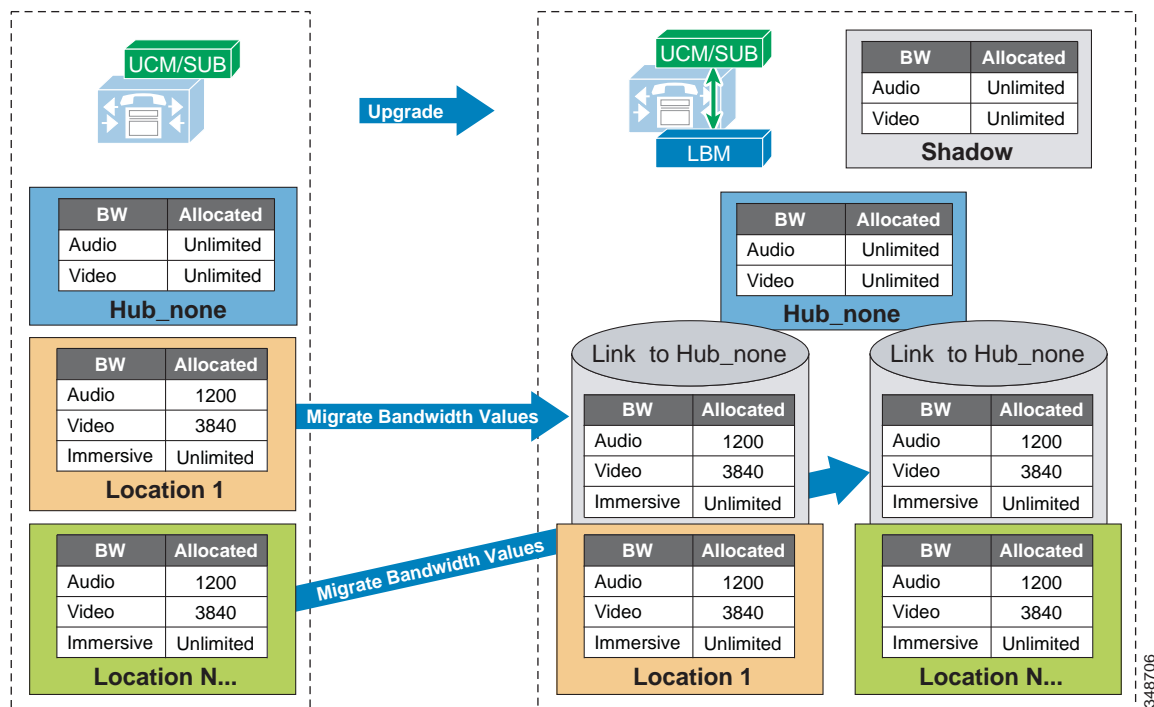 UCM/SUB
BW Allocated
Audio Unlimited
Video Unlimited
Hub_none
BW Allocated
Audio 1200
Video 3840
Immersive Unlimited
Location 1
BW Allocated
Audio 1200
Video 3840
Immersive Unlimited
Location N...
Upgrade
Migrate Bandwidth Values
Migrate Bandwidth Values
UCM/SUB
LBM
BW Allocated
Audio Unlimited
Video Unlimited
Shadow
BW Allocated
Audio Unlimited
Video Unlimited
Hub_none
Link to Hub_none
BW Allocated
Audio 1200
Video 3840
Immersive Unlimited
BW Allocated
Audio 1200
Video 3840
Immersive Unlimited
Location 1
Link to Hub_none
BW Allocated
Audio 1200
Video 3840
Immersive Unlimited
BW Allocated
Audio 1200
Video 3840
Immersive Unlimited
Location N...
348706